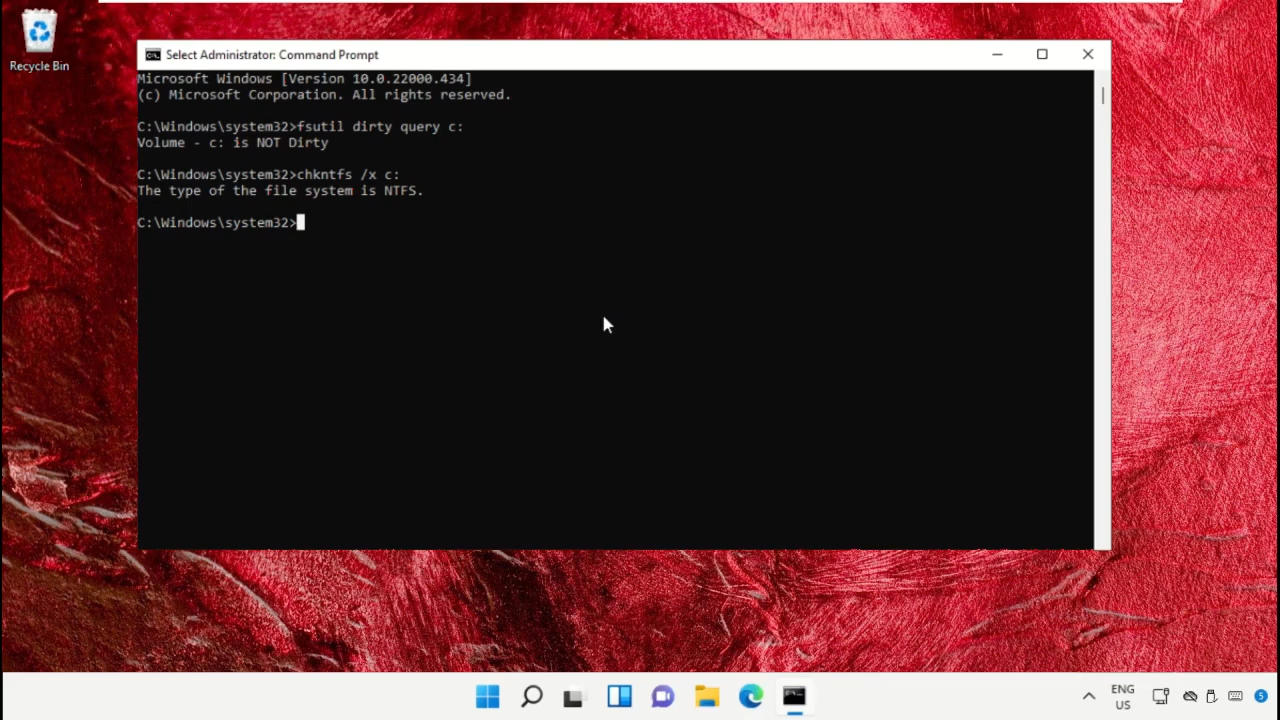 Recycle Bin
Select Administrator: Command Prompt
Microsoft Windows [Version 10.0.22000.434]
(c) Microsoft Corporation. All rights reserved.
C:\Windows\system32>fsutil dirty query c:
Volume - c: is NOT Dirty
C:\Windows\system32>chkntfs /x c:
The type of the file system is NTFS.
C:\Windows\system32>
ENG
US
5